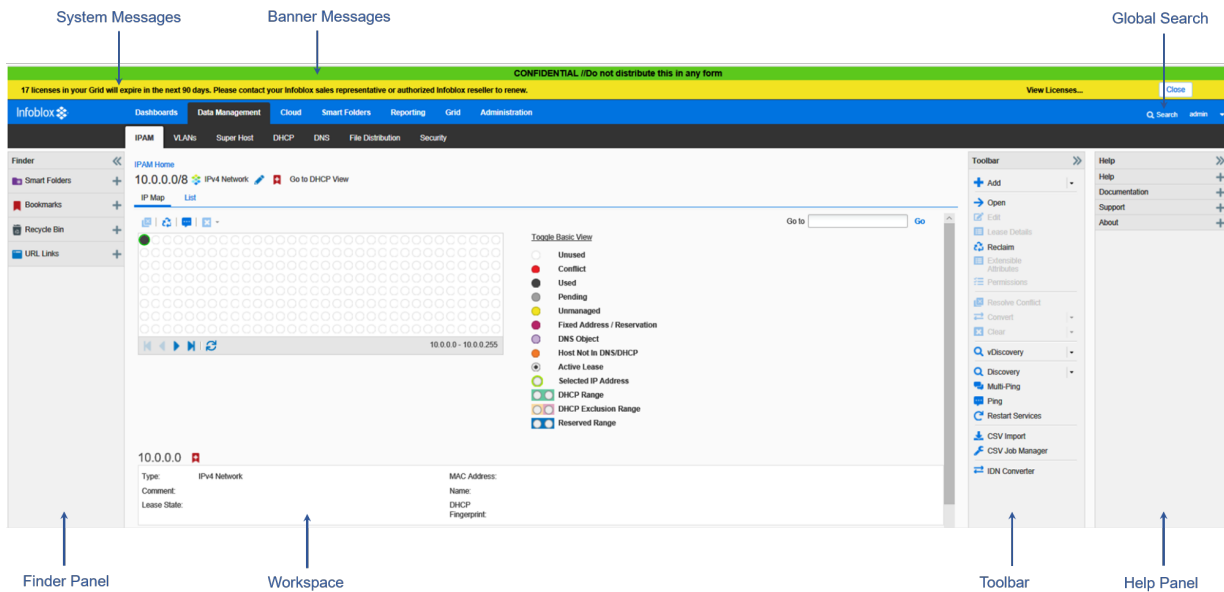 System Messages
Banner Messages
Global Search
CONFIDENTIAL //Do not distribute this in any form
17 licenses in your Grid will expire in the next 90 days. Please contact your Infoblox sales representative or authorized Infoblox reseller to renew.
View Licenses...
Close
Infoblox
Dashboards
Data Management
Cloud
Smart Folders
Reporting
Grid
Administration
Search
admin
IPAM
VLANs
Super Host
DHCP
DNS
File Distribution
Security
Finder
Smart Folders
Bookmarks
Recycle Bin
URL Links
IPAM Home
10.0.0.0/8
IPv4 Network
Go to DHCP View
IP Map
List
Go to
Go
10.0.0.0 - 10.0.0.255
Toggle Basic View
Unused
Conflict
Used
Pending
Unmanaged
Fixed Address / Reservation
DNS Object
Host Not In DNS/DHCP
Active Lease
Selected IP Address
DHCP Range
DHCP Exclusion Range
Reserved Range
10.0.0.0
Type:
IPv4 Network
Comment:
Lease State:
MAC Address:
Name:
DHCP
Fingerprint:
Toolbar
Add
Open
Edit
Lease Details
Reclaim
Extensible
Attributes
Permissions
Resolve Conflict
Convert
Clear
vDiscovery
Discovery
Multi-Ping
Ping
Restart Services
CSV Import
CSV Job Manager
IDN Converter
Help
Help
Documentation
Support
About
Finder Panel
Workspace
Toolbar
Help Panel